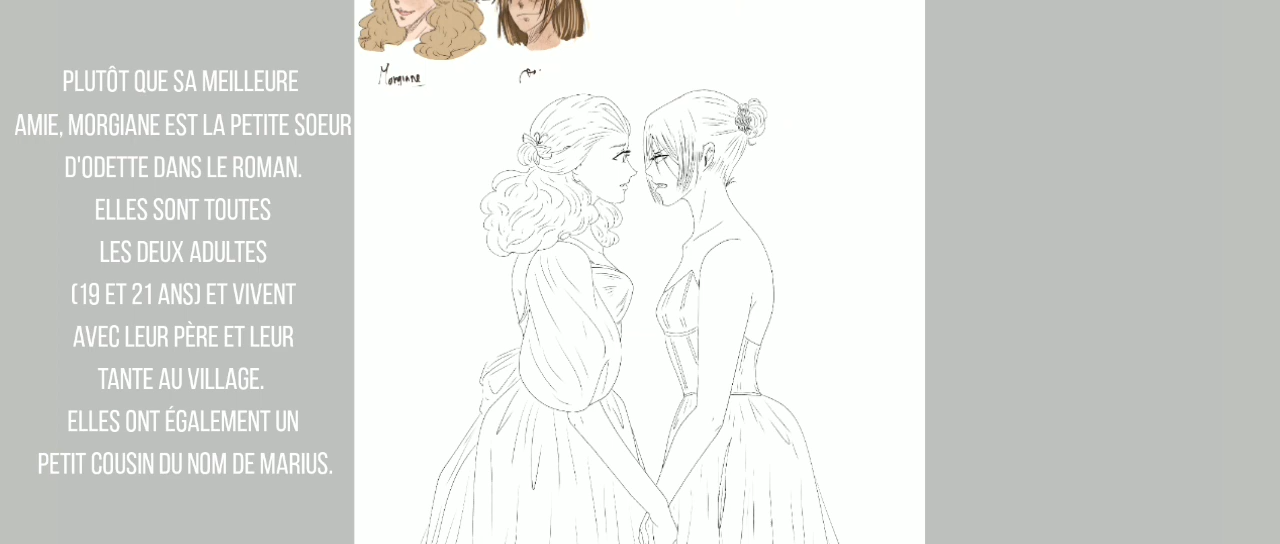 PLUTÔT QUE SA MEILLEURE
AMIE, MORGIANE EST LA PETITE SOEUR
D'ODETTE DANS LE ROMAN.
ELLES SONT TOUTES
LES DEUX ADULTES
(19 ET 21 ANS) ET VIVENT
AVEC LEUR PÈRE ET LEUR
TANTE AU VILLAGE.
ELLES ONT ÉGALEMENT UN
PETIT COUSIN DU NOM DE MARIUS.
Morgiane